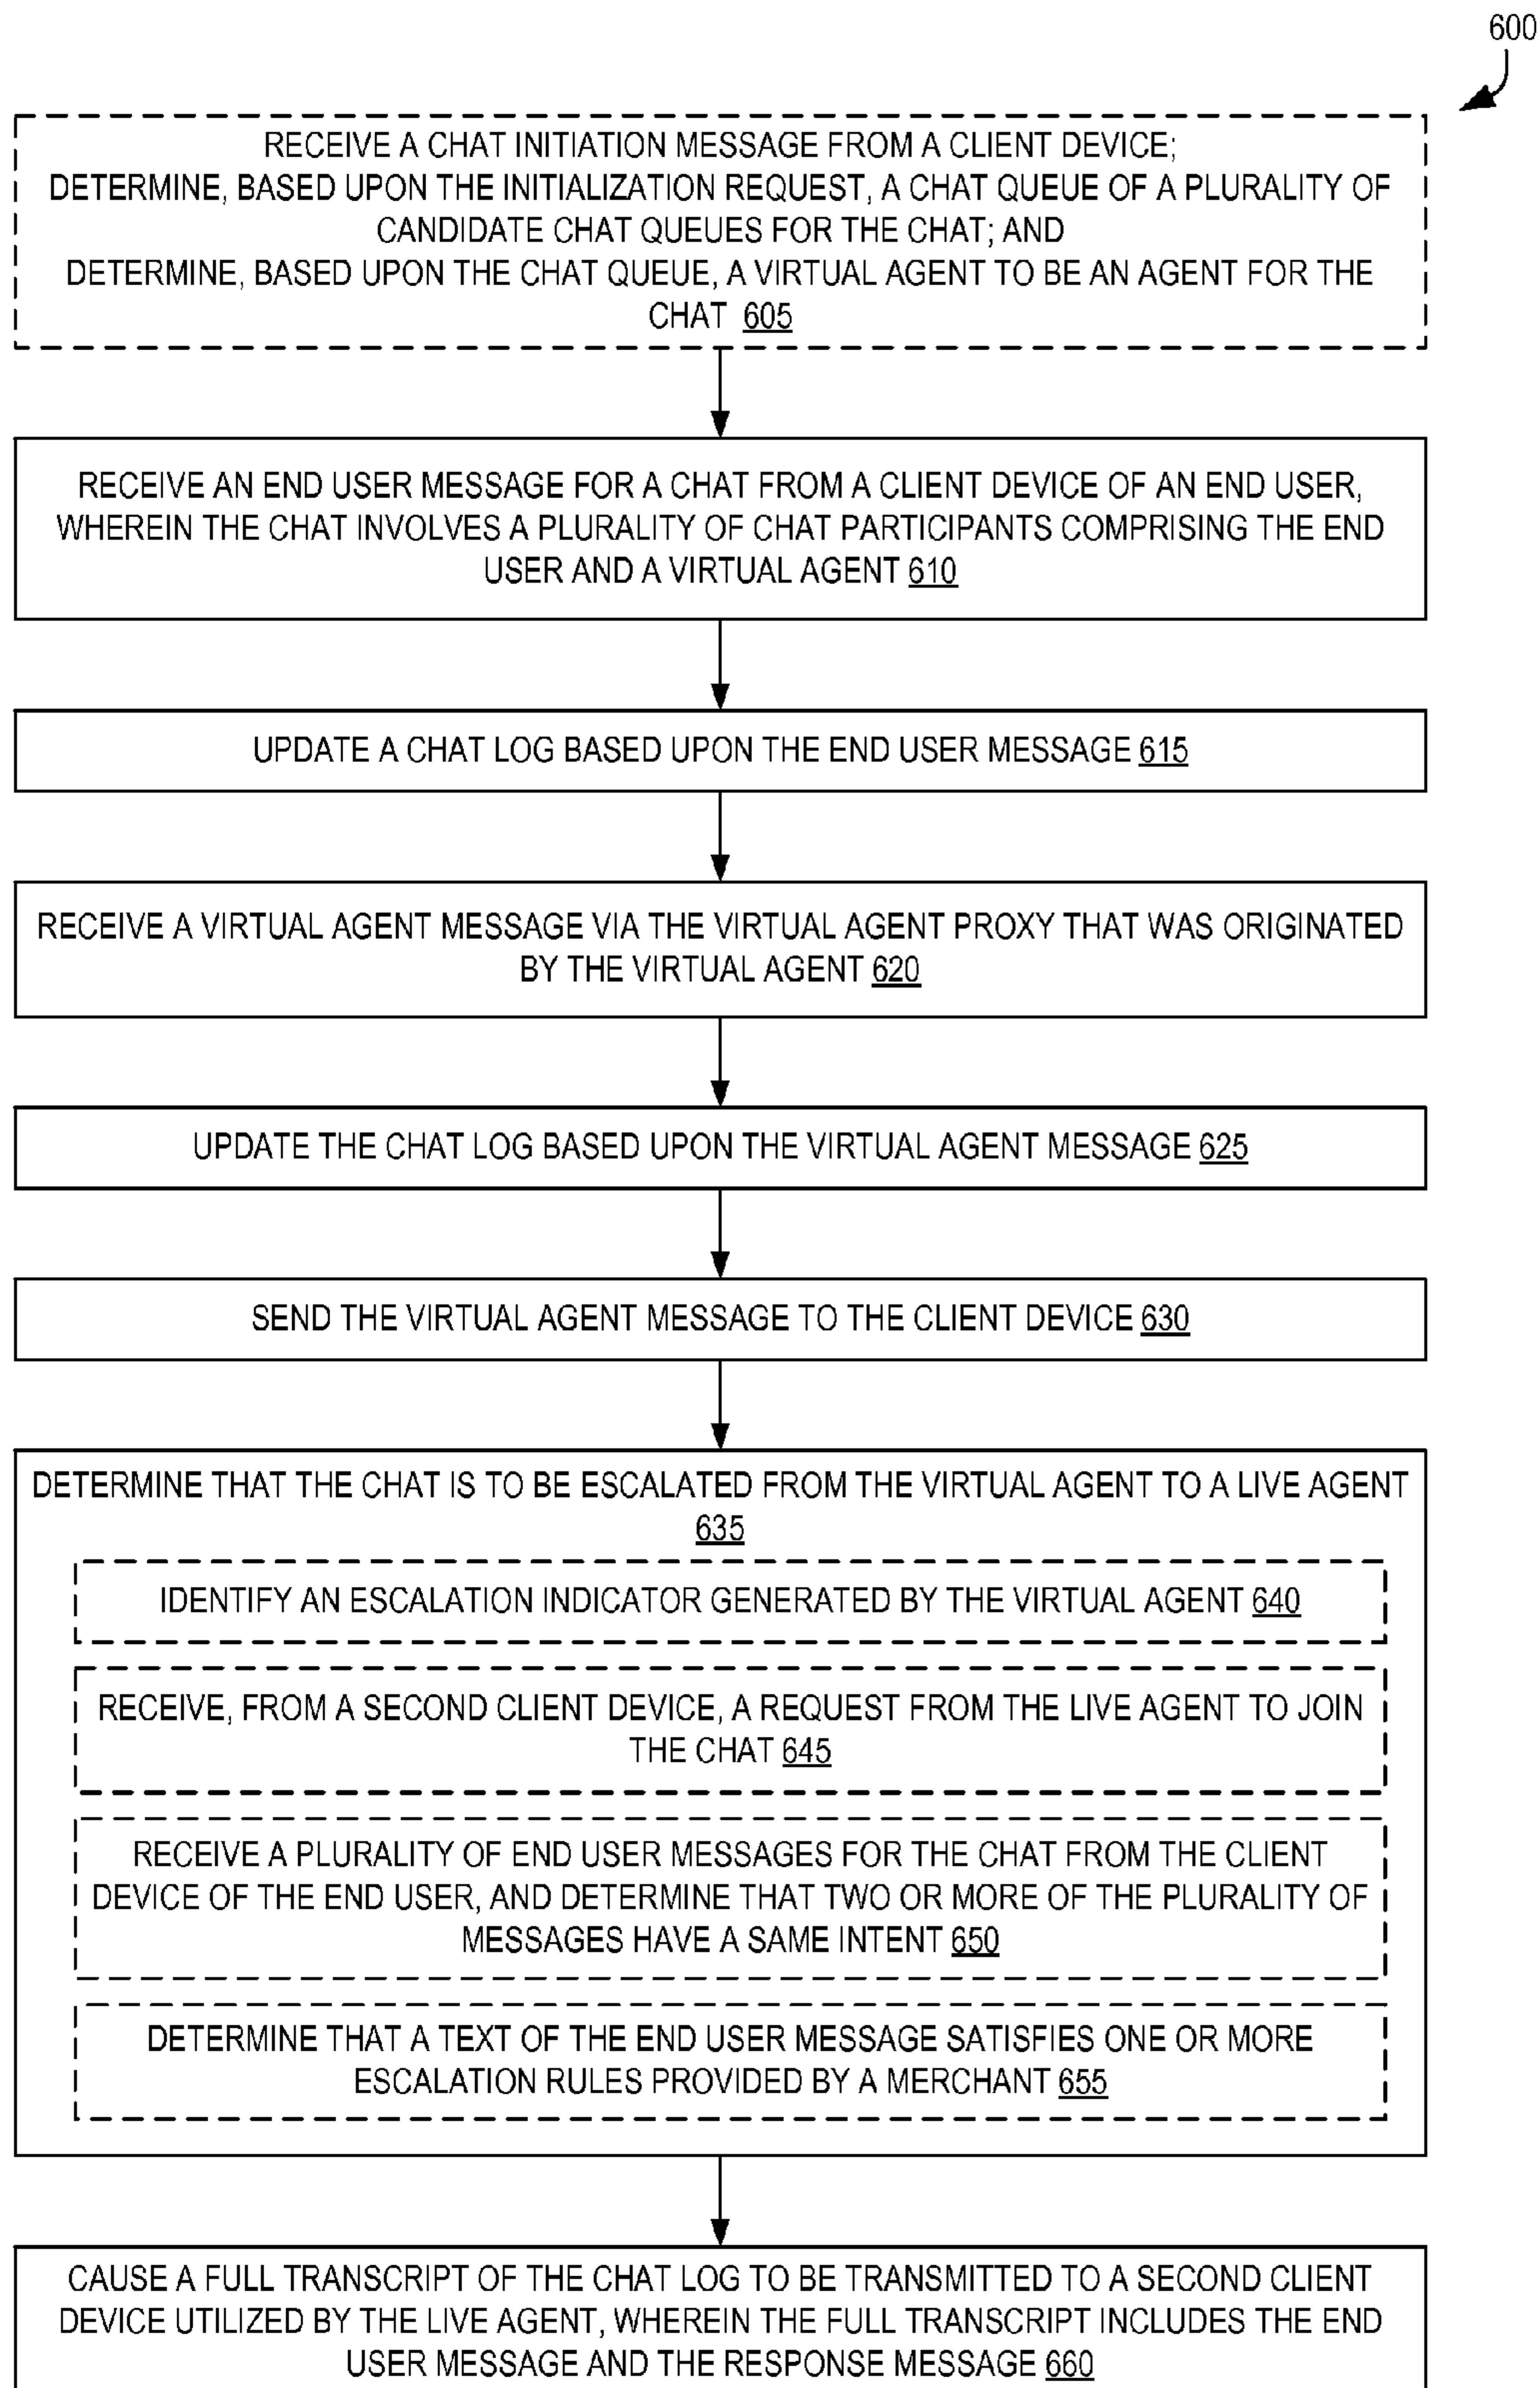 600
RECEIVE A CHAT INITIATION MESSAGE FROM A CLIENT DEVICE;
DETERMINE, BASED UPON THE INITIALIZATION REQUEST, A CHAT QUEUE OF A PLURALITY OF
CANDIDATE CHAT QUEUES FOR THE CHAT; AND
DETERMINE, BASED UPON THE CHAT QUEUE, A VIRTUAL AGENT TO BE AN AGENT FOR THE
CHAT 605
RECEIVE AN END USER MESSAGE FOR A CHAT FROM A CLIENT DEVICE OF AN END USER,
WHEREIN THE CHAT INVOLVES A PLURALITY OF CHAT PARTICIPANTS COMPRISING THE END
USER AND A VIRTUAL AGENT 610
UPDATE A CHAT LOG BASED UPON THE END USER MESSAGE 615
RECEIVE A VIRTUAL AGENT MESSAGE VIA THE VIRTUAL AGENT PROXY THAT WAS ORIGINATED
BY THE VIRTUAL AGENT 620
UPDATE THE CHAT LOG BASED UPON THE VIRTUAL AGENT MESSAGE 625
SEND THE VIRTUAL AGENT MESSAGE TO THE CLIENT DEVICE 630
DETERMINE THAT THE CHAT IS TO BE ESCALATED FROM THE VIRTUAL AGENT TO A LIVE AGENT
635
IDENTIFY AN ESCALATION INDICATOR GENERATED BY THE VIRTUAL AGENT 640
RECEIVE, FROM A SECOND CLIENT DEVICE, A REQUEST FROM THE LIVE AGENT TO JOIN
THE CHAT 645
RECEIVE A PLURALITY OF END USER MESSAGES FOR THE CHAT FROM THE CLIENT
DEVICE OF THE END USER, AND DETERMINE THAT TWO OR MORE OF THE PLURALITY OF
MESSAGES HAVE A SAME INTENT 650
DETERMINE THAT A TEXT OF THE END USER MESSAGE SATISFIES ONE OR MORE
ESCALATION RULES PROVIDED BY A MERCHANT 655
CAUSE A FULL TRANSCRIPT OF THE CHAT LOG TO BE TRANSMITTED TO A SECOND CLIENT
DEVICE UTILIZED BY THE LIVE AGENT, WHEREIN THE FULL TRANSCRIPT INCLUDES THE END
USER MESSAGE AND THE RESPONSE MESSAGE 660